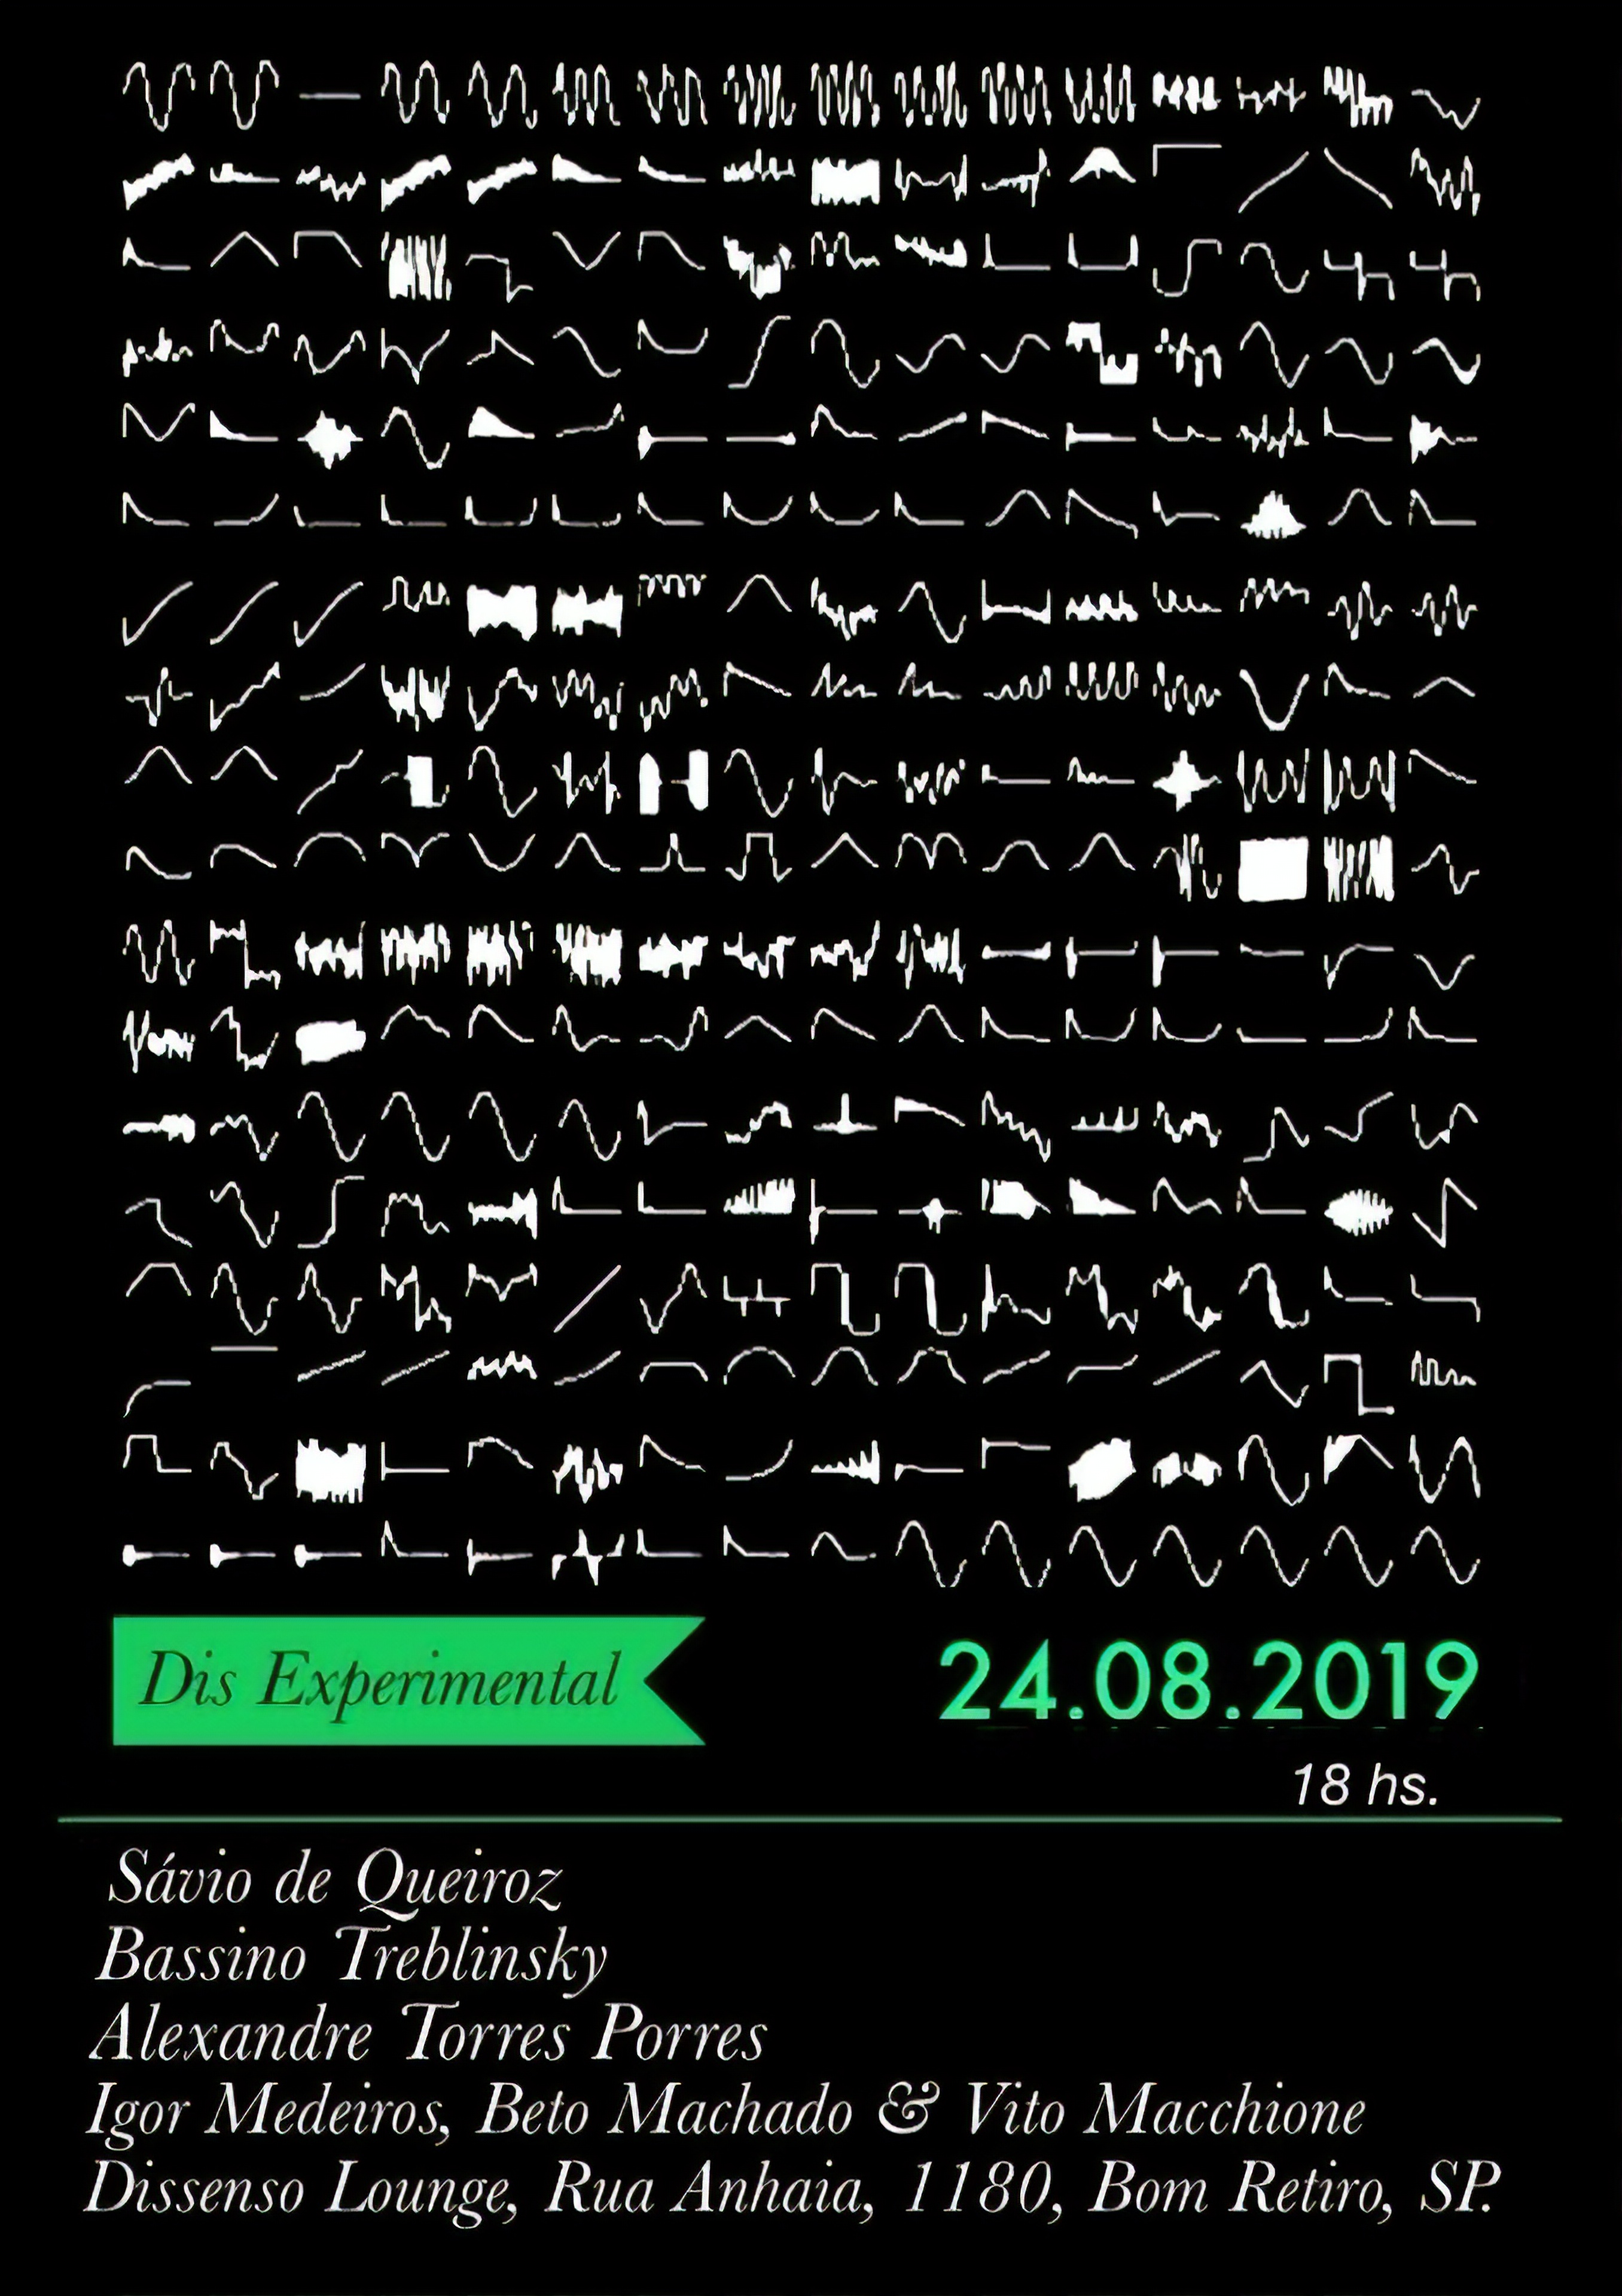 Dis Experimental
24.08.2019
18 hs.
Sávio de Queiroz
Bassino Treblinsky
Alexandre Torres Porres
Igor Medeiros, Beto Machado & Vito Macchione
Dissenso Lounge, Rua Anhaia, 1180, Bom Retiro, SP.